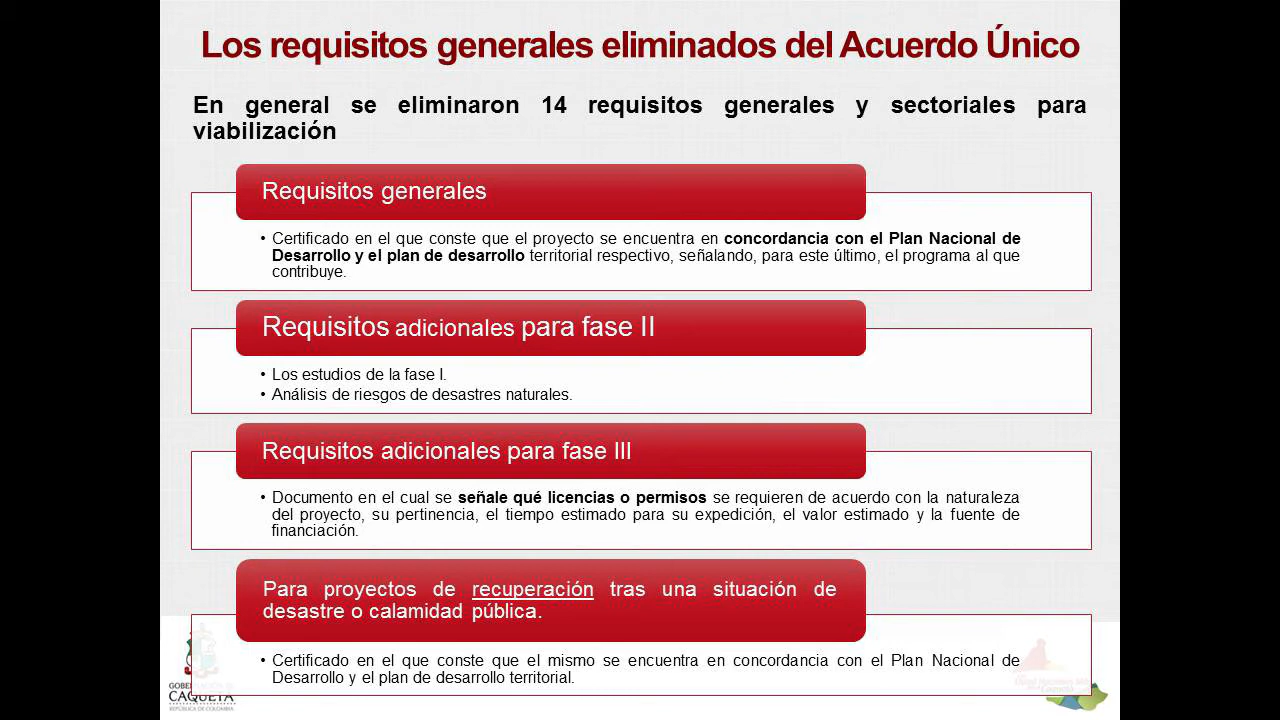 Los requisitos generales eliminados del Acuerdo Único
En general se eliminaron 14 requisitos generales y sectoriales para
viabilización
Requisitos generales
• Certificado en el que conste que el proyecto se encuentra en concordancia con el Plan Nacional de
Desarrollo y el plan de desarrollo territorial respectivo, señalando, para este último, el programa al que
contribuye.
Requisitos adicionales para fase II
• Los estudios de la fase I.
• Análisis de riesgos de desastres naturales.
Requisitos adicionales para fase III
• Documento en el cual se señale qué licencias o permisos se requieren de acuerdo con la naturaleza
del proyecto, su pertinencia, el tiempo estimado para su expedición, el valor estimado y la fuente de
financiación.
Para proyectos de recuperación tras una situación de
desastre o calamidad pública.
• Certificado en el que conste que el mismo se encuentra en concordancia con el Plan Nacional de
Desarrollo y el plan de desarrollo territorial.
CAQUETÁ
REPÚBLICA DE COLOMBIA